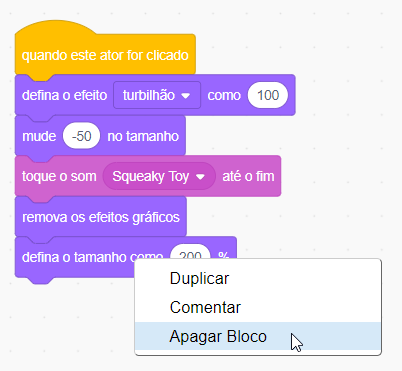 quando este ator for clicado
defina o efeito turbilhão como 100
mude -50 no tamanho
toque o som Squeaky Toy até o fim
remova os efeitos gráficos
defina o tamanho como 200 %
Duplicar
Comentar
Apagar Bloco